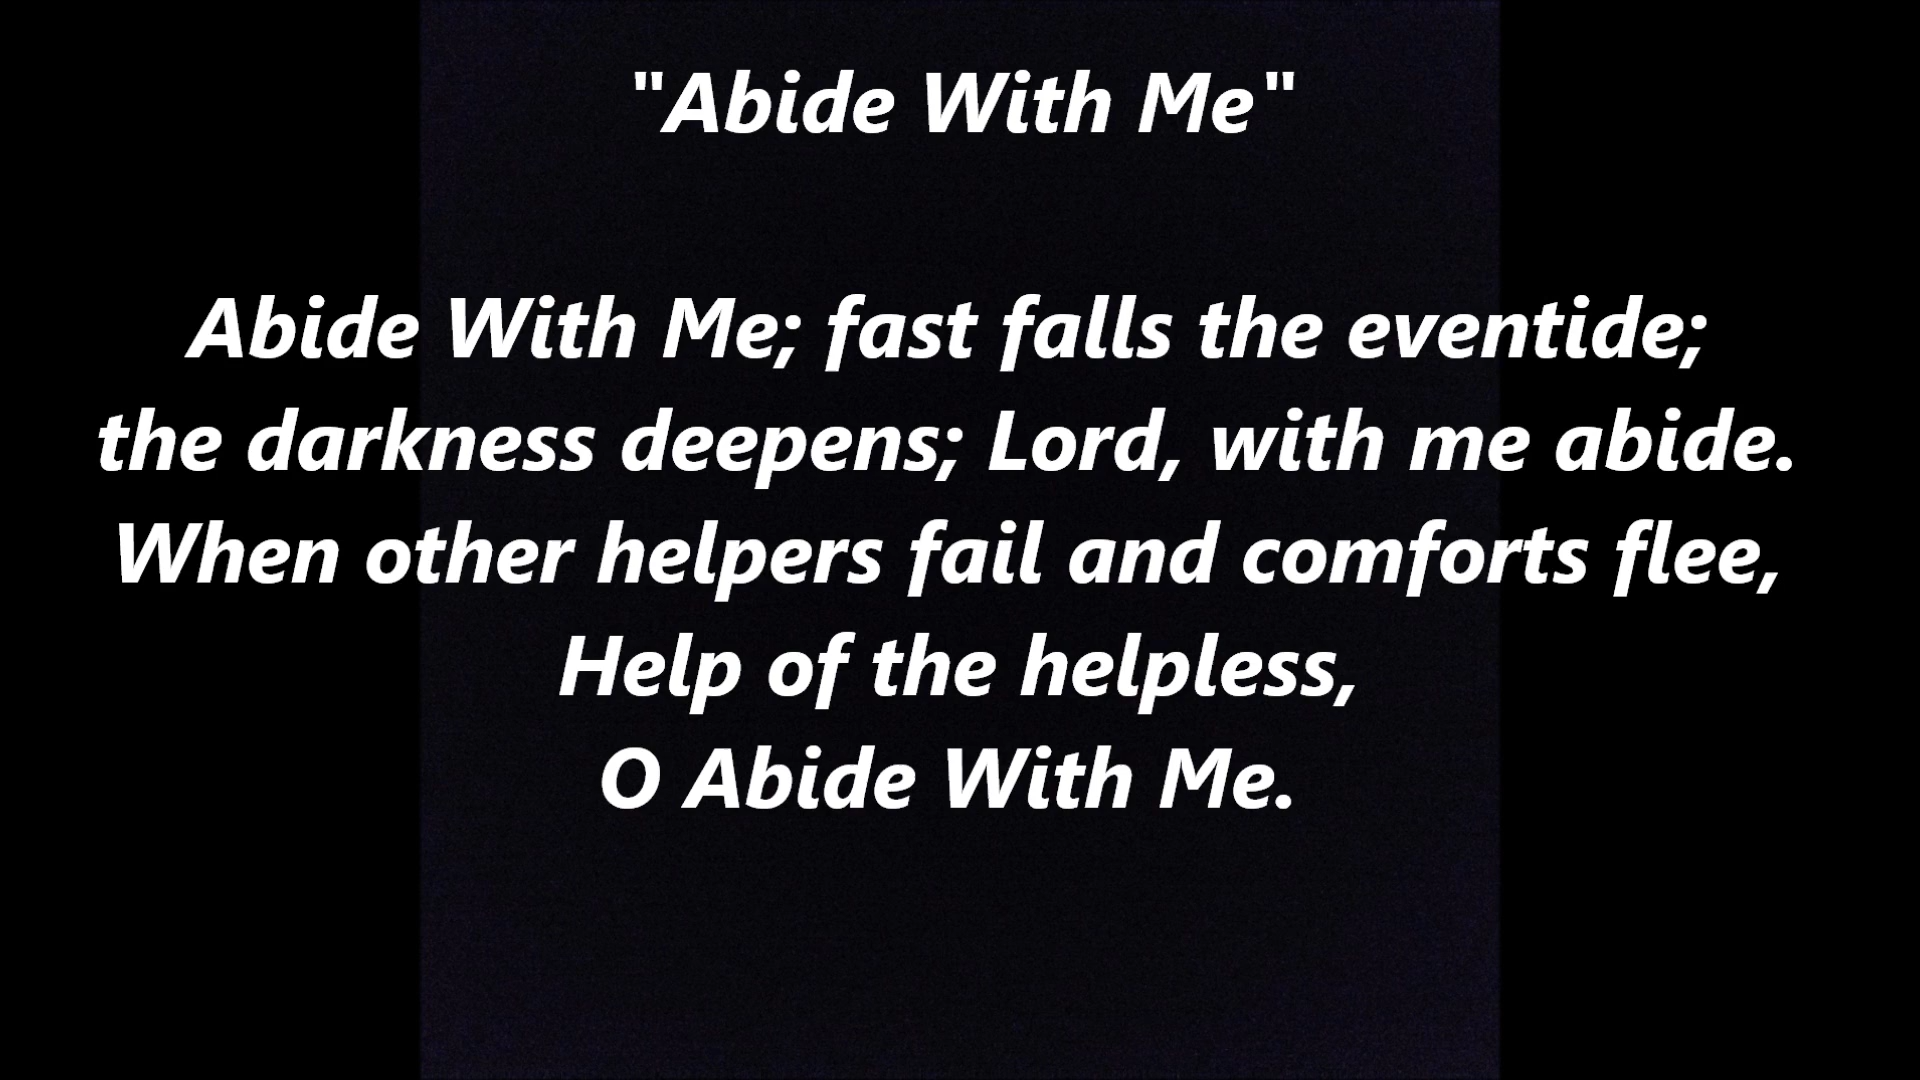 "Abide With Me"
Abide With Me; fast falls the eventide;
the darkness deepens; Lord, with me abide.
When other helpers fail and comforts flee,
Help of the helpless,
O Abide With Me.